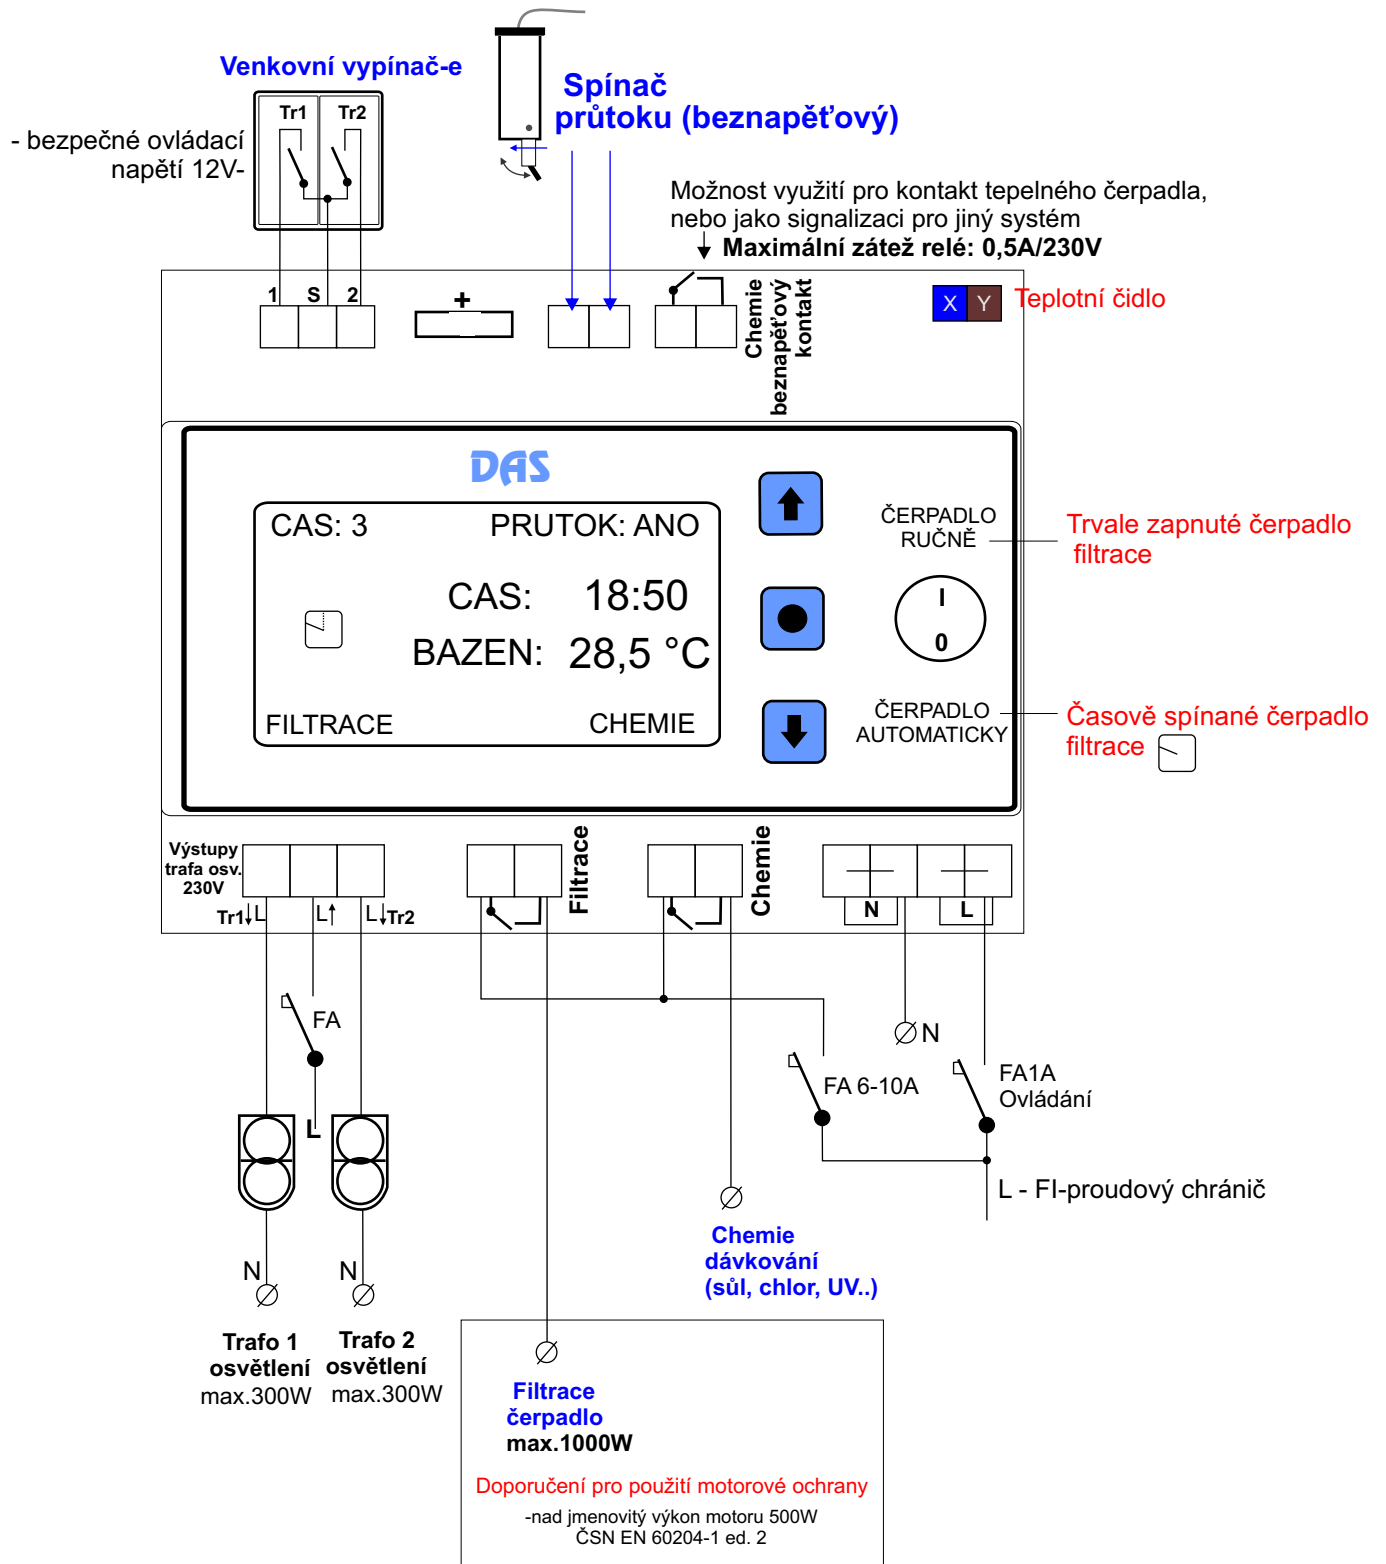 Venkovní vypínač-e
Tr1 Tr2
- bezpečné ovládací
napětí 12V-
Spínač
průtoku (beznapěťový)
Možnost využití pro kontakt tepelného čerpadla,
nebo jako signalizaci pro jiný systém
Maximální zátež relé: 0,5A/230V
1 S 2
+
Chemie
beznapěťový
kontakt
X Y
Teplotní čidlo
DAS
CAS: 3 PRUTOK: ANO
CAS: 18:50
BAZEN: 28,5 °C
FILTRACE CHEMIE
ČERPADLO
RUČNĚ
I
0
ČERPADLO
AUTOMATICKY
Trvale zapnuté čerpadlo
filtrace
Časově spínané čerpadlo
filtrace
Výstupy
trafa osv.
230V
Tr1 L L L Tr2
Filtrace
Chemie
N L
FA
L
N
FA 6-10A
FA1A
Ovládání
L - FI-proudový chránič
N N
Trafo 1
osvětlení
max.300W
Trafo 2
osvětlení
max.300W
Chemie
dávkování
(sůl, chlor, UV..)
Filtrace
čerpadlo
max.1000W
Doporučení pro použití motorové ochrany
-nad jmenovitý výkon motoru 500W
ČSN EN 60204-1 ed. 2